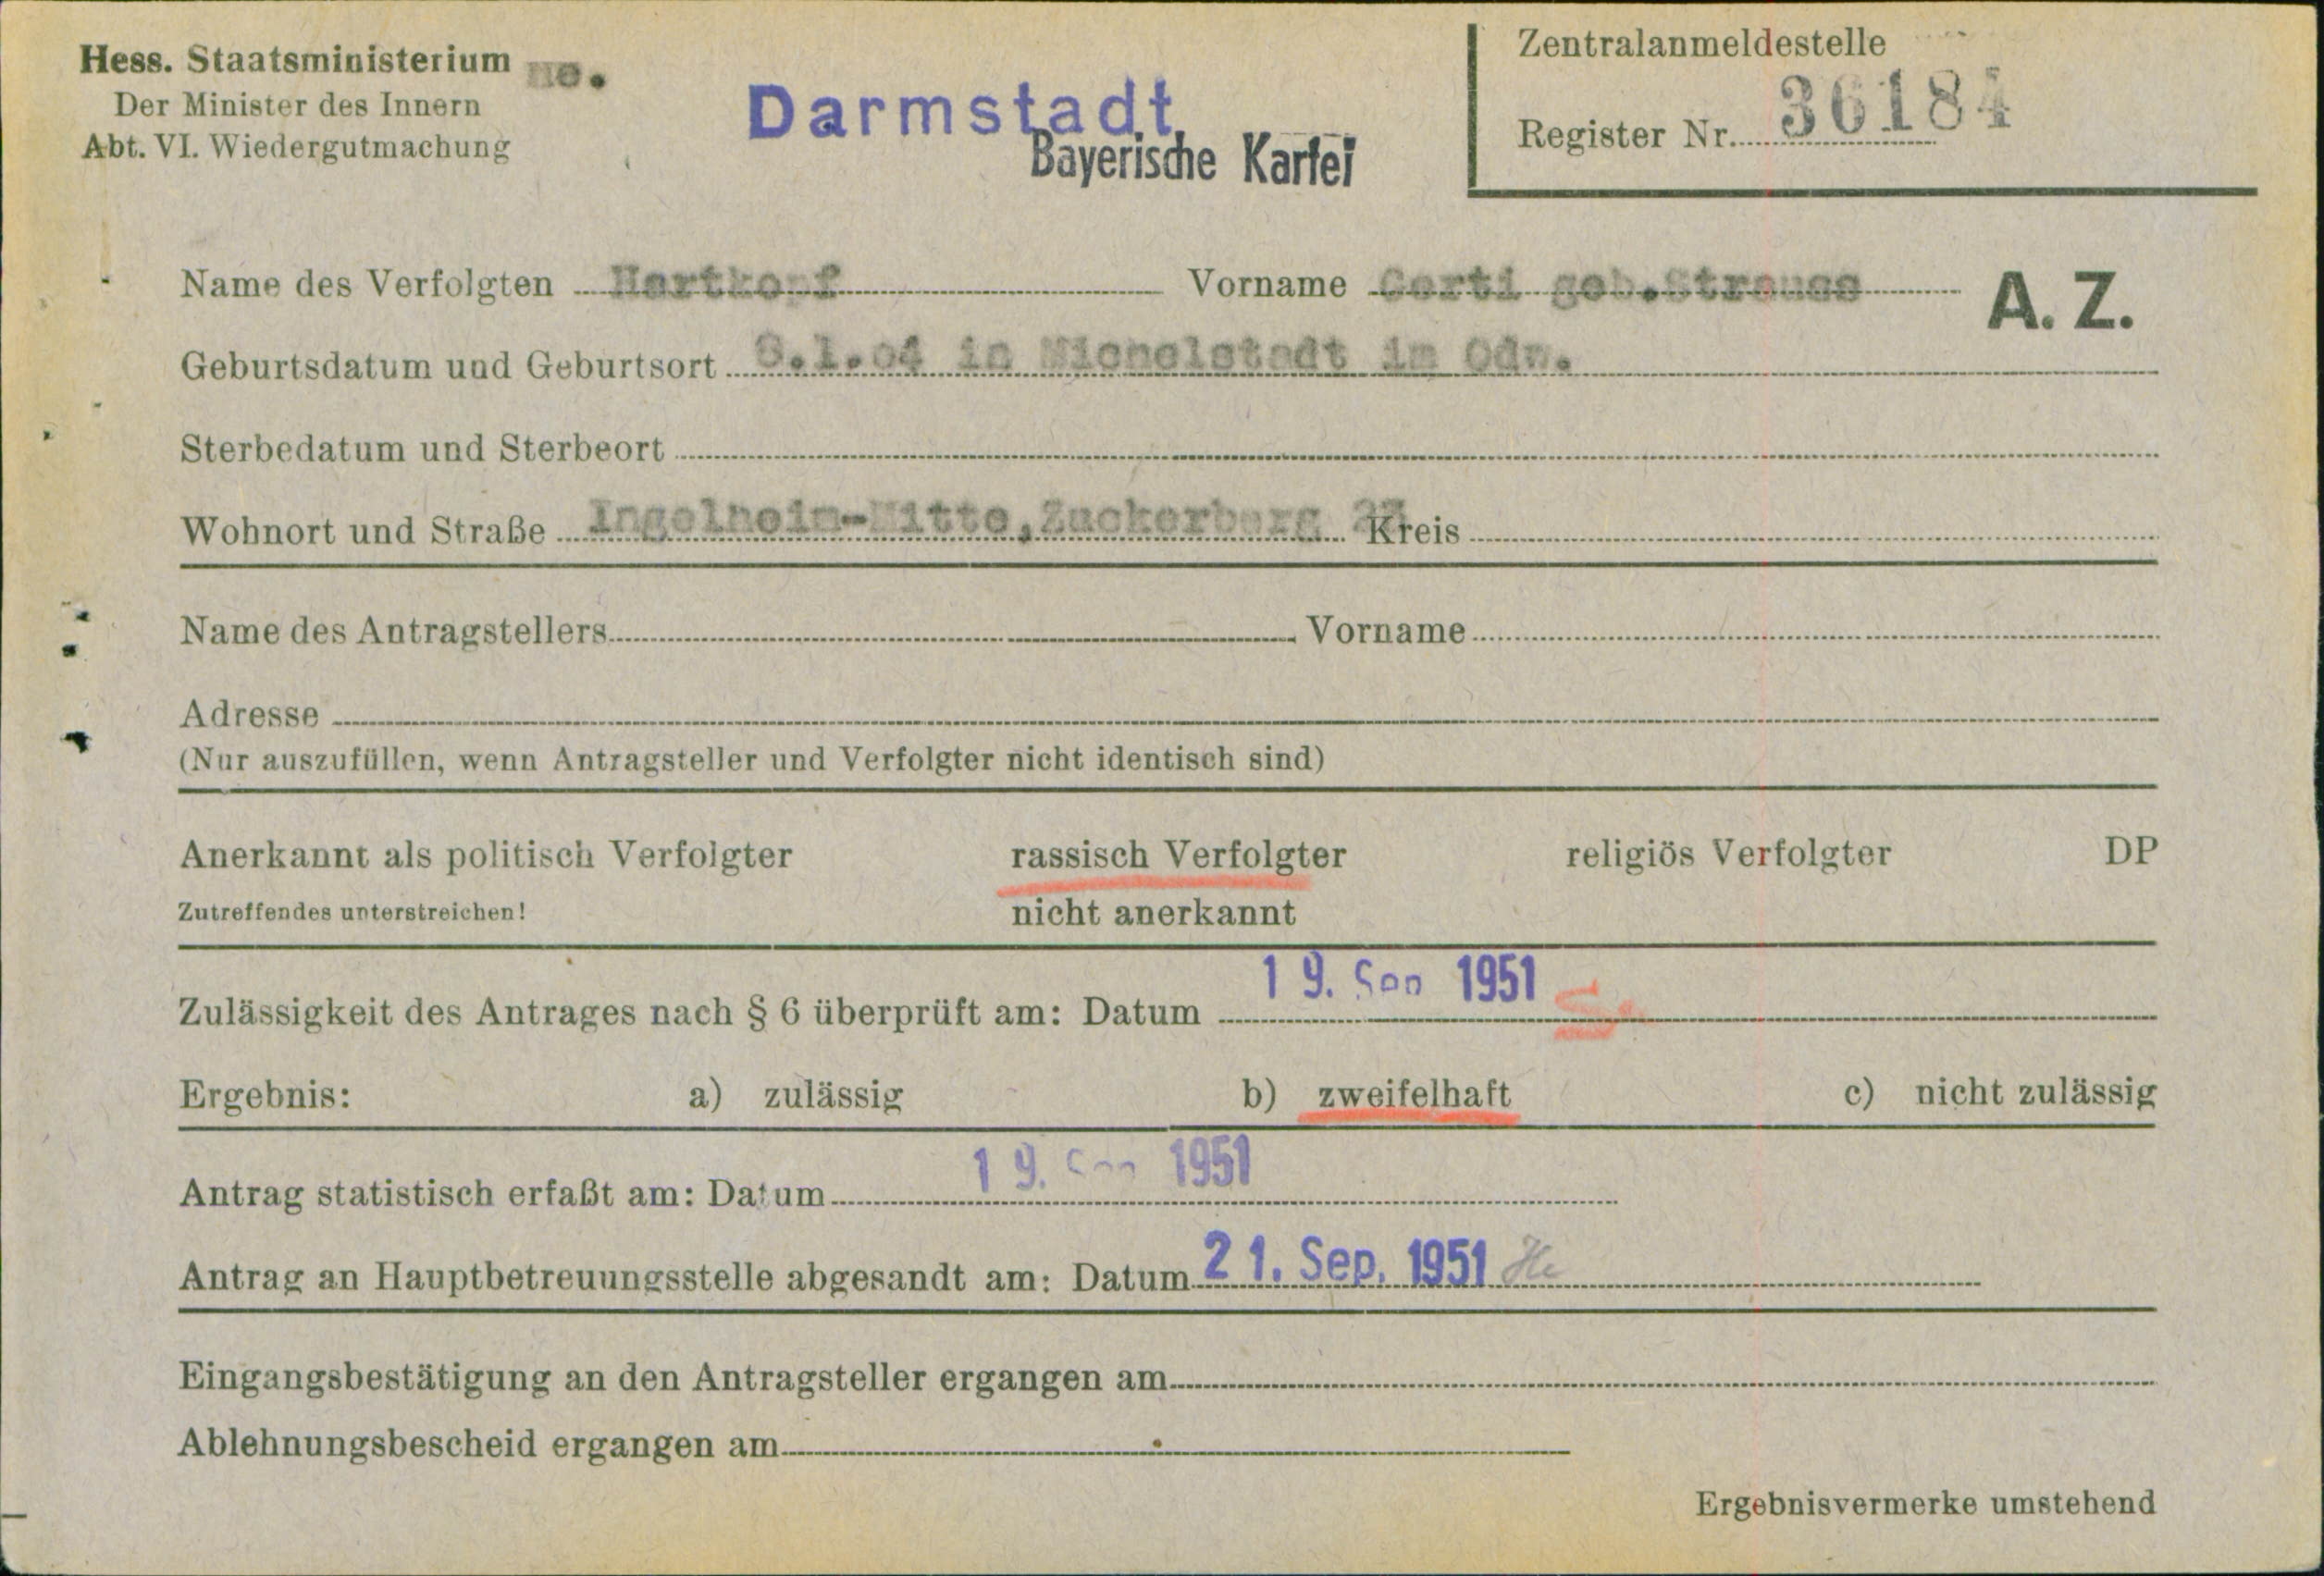 Hess. Staatsministerium
Der Minister des Innern
Abt. VI. Wiedergutmachung
ne.
Darmstadt
Bayerische Kartei
Zentralanmeldestelle
Register Nr. 36184
Name des Verfolgten Hartkopf Vorname Gerti geb. Strauss A. Z.
Geburtsdatum und Geburtsort 8.1.04 in Michelstadt im Odw.
Sterbedatum und Sterbeort
Wohnort und Straße Ingelheim-Mitte, Zuckerberg Kreis
Name des Antragstellers Vorname
Adresse
(Nur auszufüllen, wenn Antragsteller und Verfolgter nicht identisch sind)
Anerkannt als politisch Verfolgter rassisch Verfolgter religiös Verfolgter DP
Zutreffendes unterstreichen! nicht anerkannt
Zulässigkeit des Antrages nach § 6 überprüft am: Datum 19. Sep 1951
Ergebnis: a) zulässig b) zweifelhaft c) nicht zulässig
Antrag statistisch erfaßt am: Datum 19. Sep 1951
Antrag an Hauptbetreuungsstelle abgesandt am: Datum 21. Sep. 1951
Eingangsbestätigung an den Antragsteller ergangen am
Ablehnungsbescheid ergangen am
Ergebnisvermerke umstehend